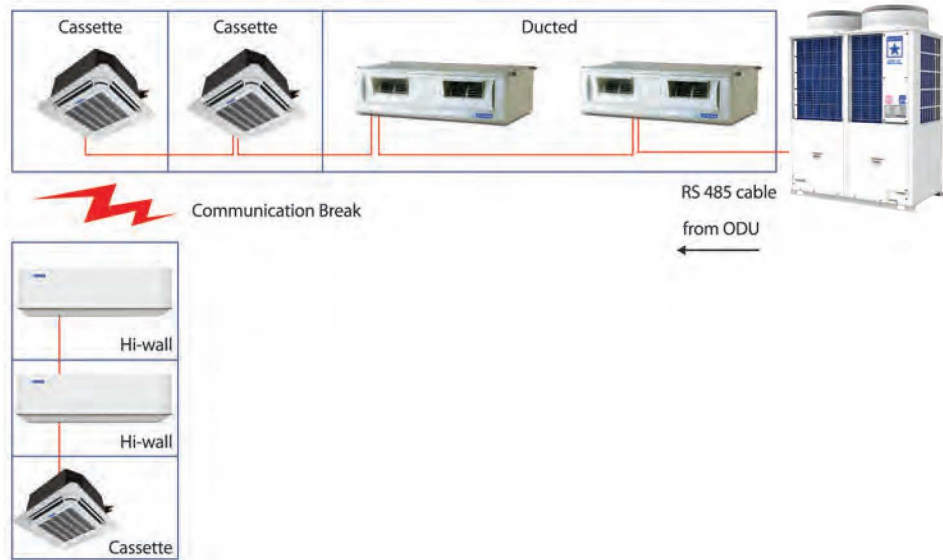 Cassette
Cassette
Ducted
RS 485 cable
Communication Break
from ODU
Hi-wall
Hi-wall
Cassette